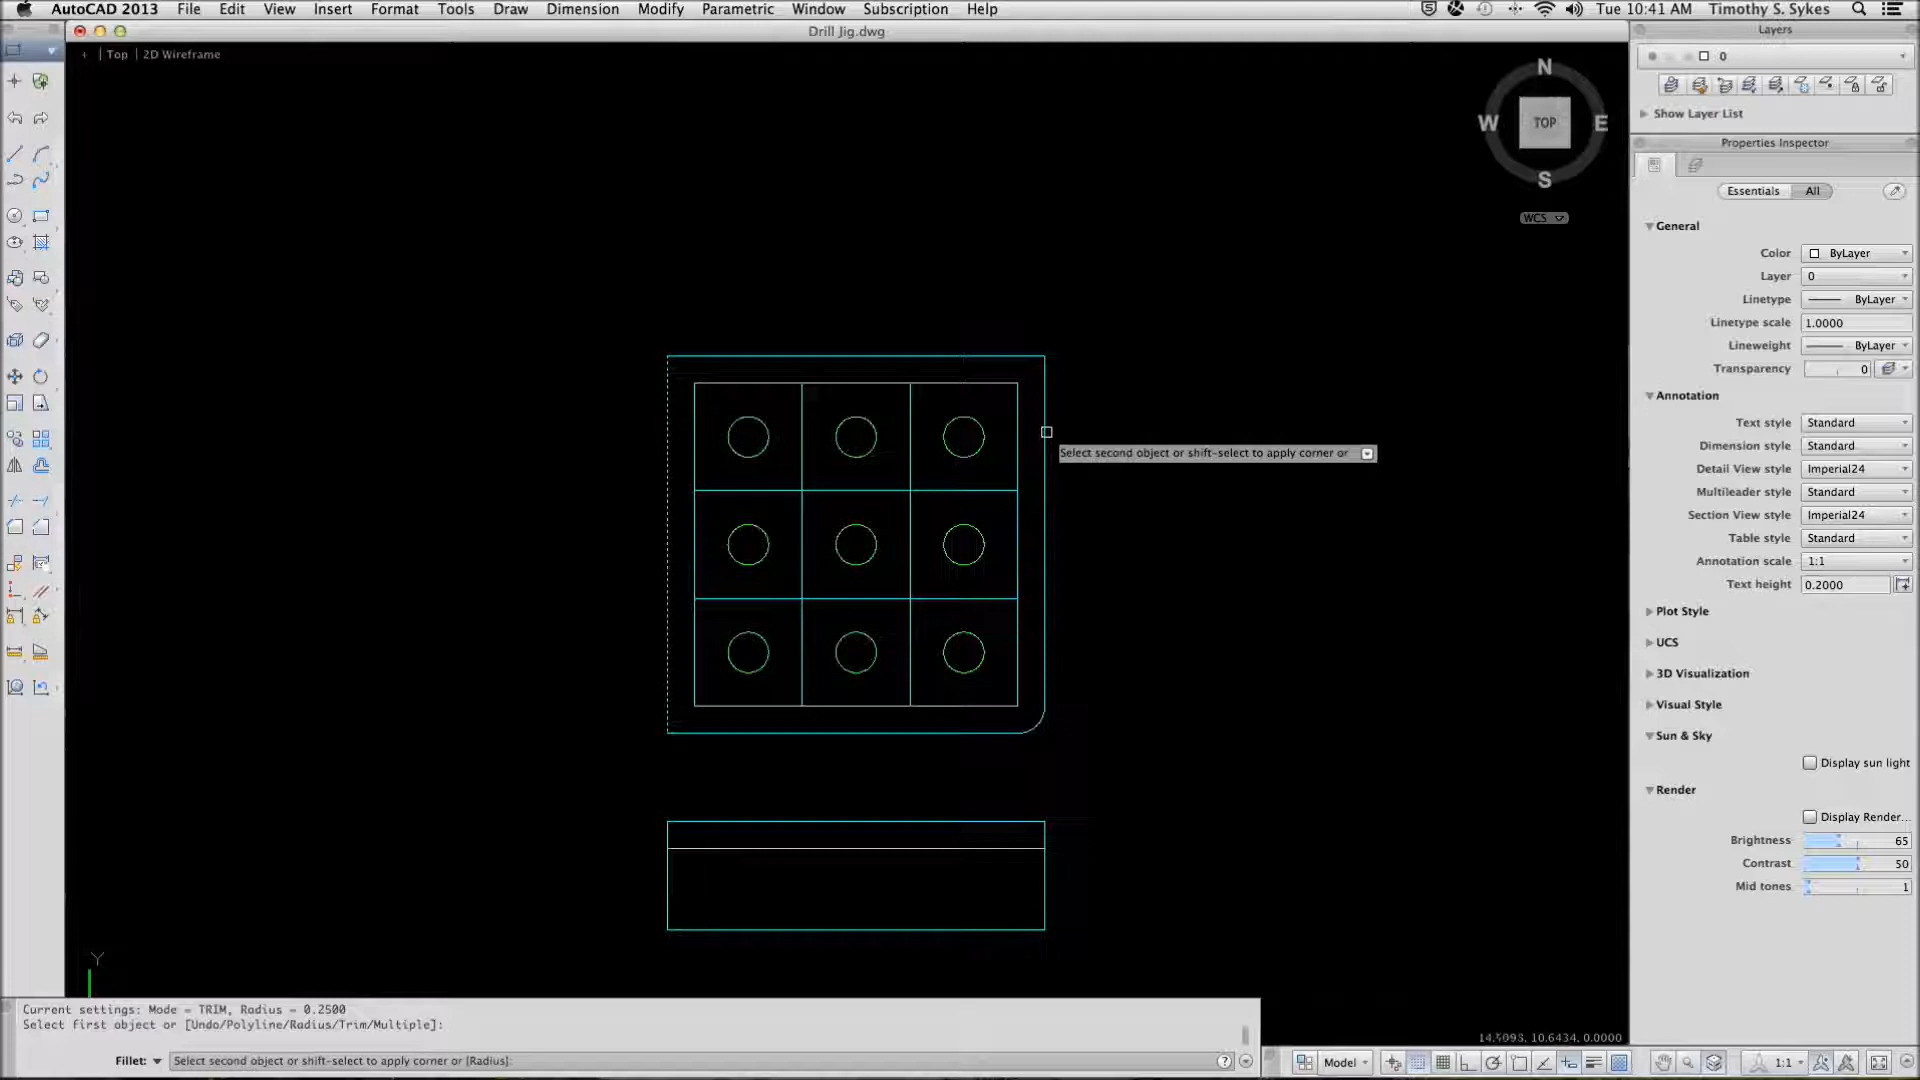 AutoCAD 2013 File Edit View Insert Format Tools Draw Dimension Modify Parametric Window Subscription Help Tue 10:41 AM Timothy S. Sykes
Drill Jig.dwg
+ | Top | 2D Wireframe
N
W TOP E
S
WCS
Select second object or shift-select to apply corner or
Y
Layers
0
Show Layer List
Properties Inspector
Essentials All
General
Color ByLayer
Layer 0
Linetype ByLayer
Linetype scale 1.0000
Lineweight ByLayer
Transparency 0
Annotation
Text style Standard
Dimension style Standard
Detail View style Imperial24
Multileader style Standard
Section View style Imperial24
Table style Standard
Annotation scale 1:1
Text height 0.2000
Plot Style
UCS
3D Visualization
Visual Style
Sun & Sky
Display sun light
Render
Display Render...
Brightness 65
Contrast 50
Mid tones 1
Current settings: Mode = TRIM, Radius = 0.2500
Select first object or [Undo/Polyline/Radius/Trim/Multiple]:
Fillet: Select second object or shift-select to apply corner or [Radius]: ?
10.6434, 0.0000
Model 1:1